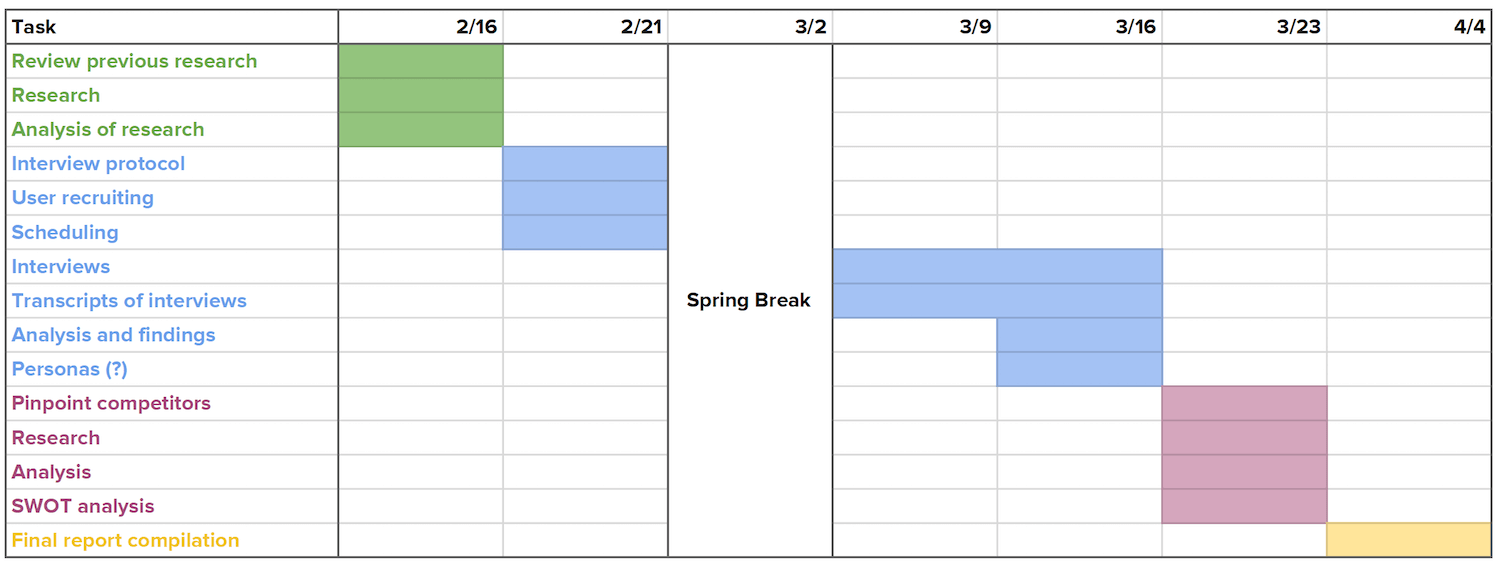 Task 2/16 2/21 3/2 3/9 3/16 3/23 4/4
Review previous research
Research
Analysis of research
Interview protocol
User recruiting
Scheduling
Interviews
Transcripts of interviews
Spring Break
Analysis and findings
Personas (?)
Pinpoint competitors
Research
Analysis
SWOT analysis
Final report compilation